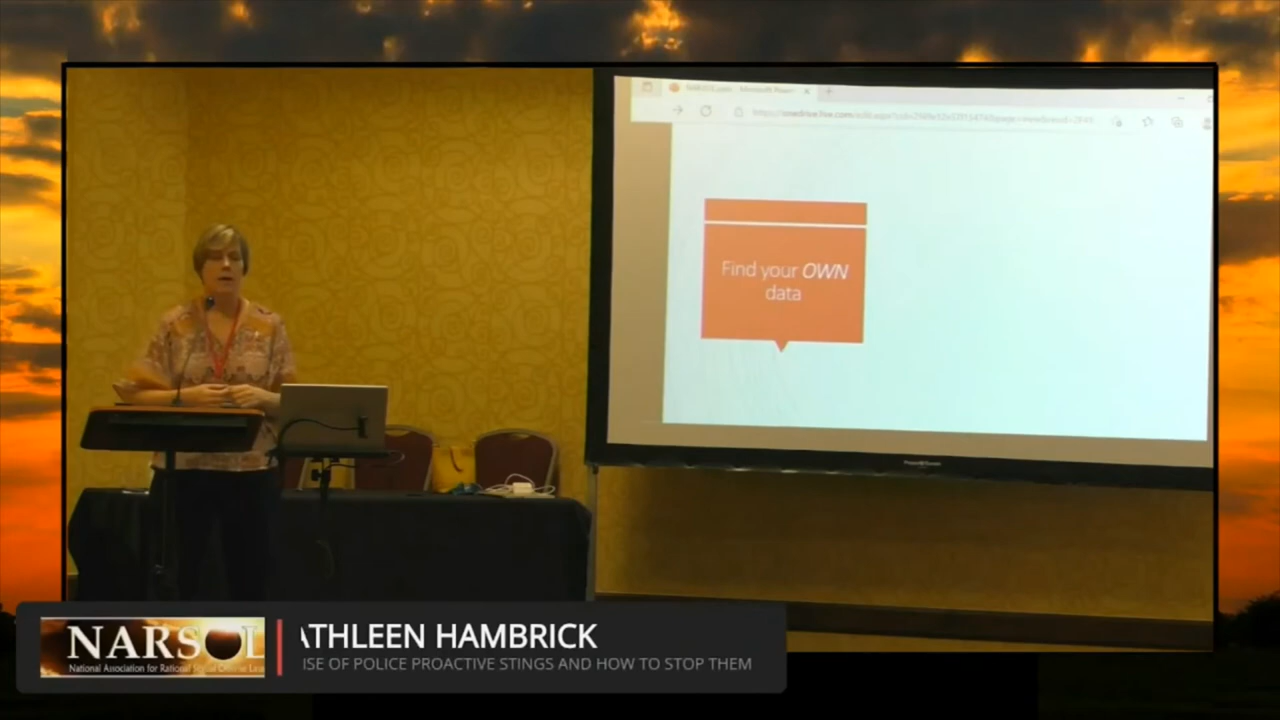 Find your OWN
data
NARSOL
National Association for Rational Sexual Offense Laws
ATHLEEN HAMBRICK
ISE OF POLICE PROACTIVE STINGS AND HOW TO STOP THEM